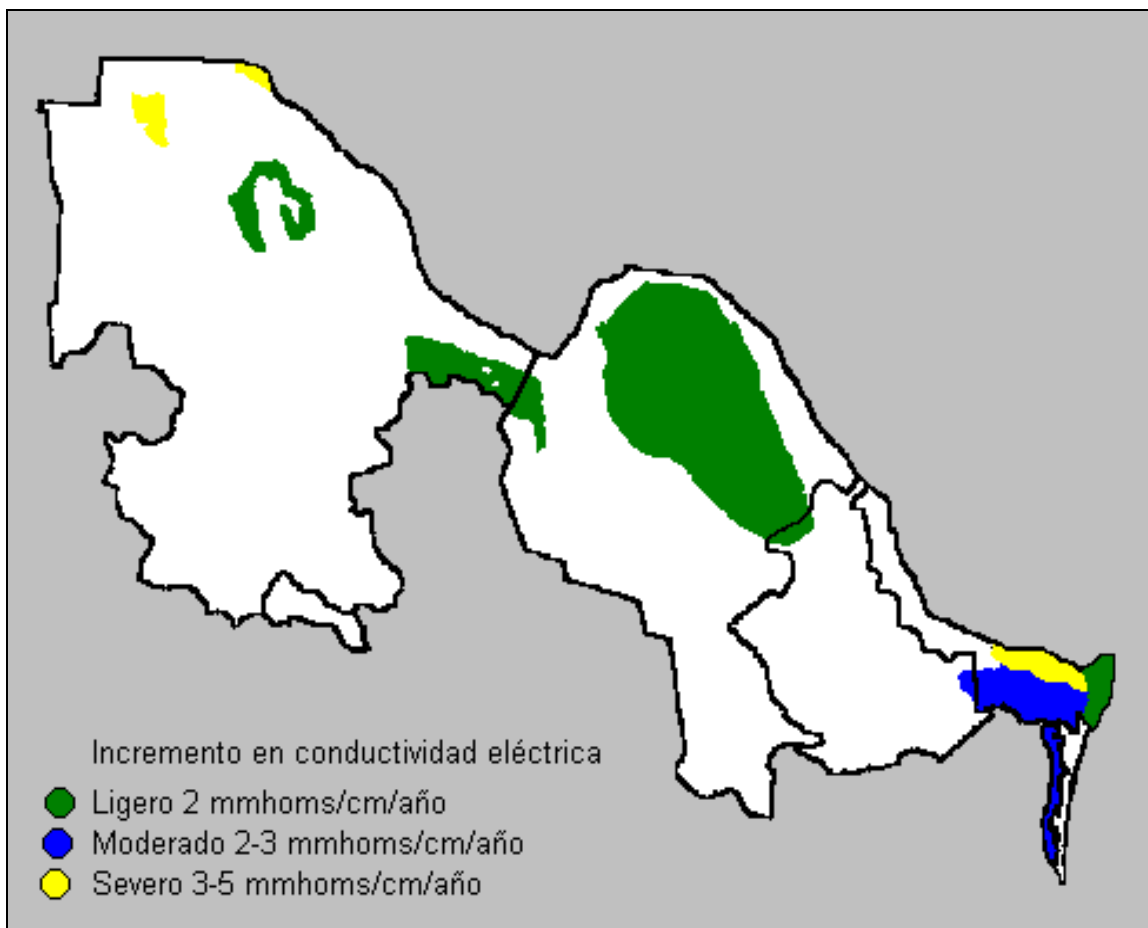 Incremento en conductividad eléctrica
Ligero 2 mmhoms/cm/año
Moderado 2-3 mmhoms/cm/año
Severo 3-5 mmhoms/cm/año